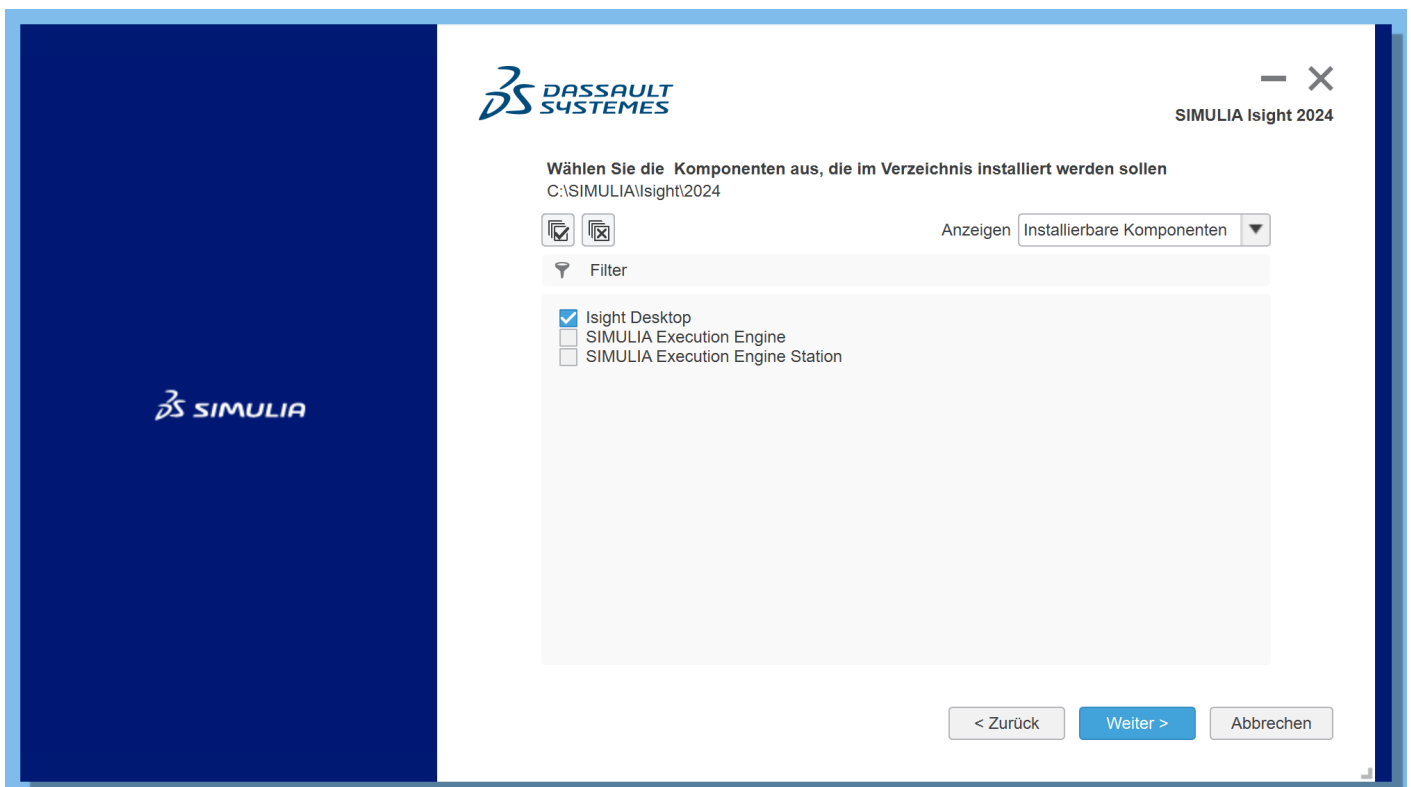 DASSAULT
SYSTEMES
SIMULIA Isight 2024
Wählen Sie die  Komponenten aus, die im Verzeichnis installiert werden sollen
C:\SIMULIA\Isight\2024
Anzeigen Installierbare Komponenten
Filter
Isight Desktop
SIMULIA Execution Engine
SIMULIA Execution Engine Station
SIMULIA
< Zurück Weiter > Abbrechen